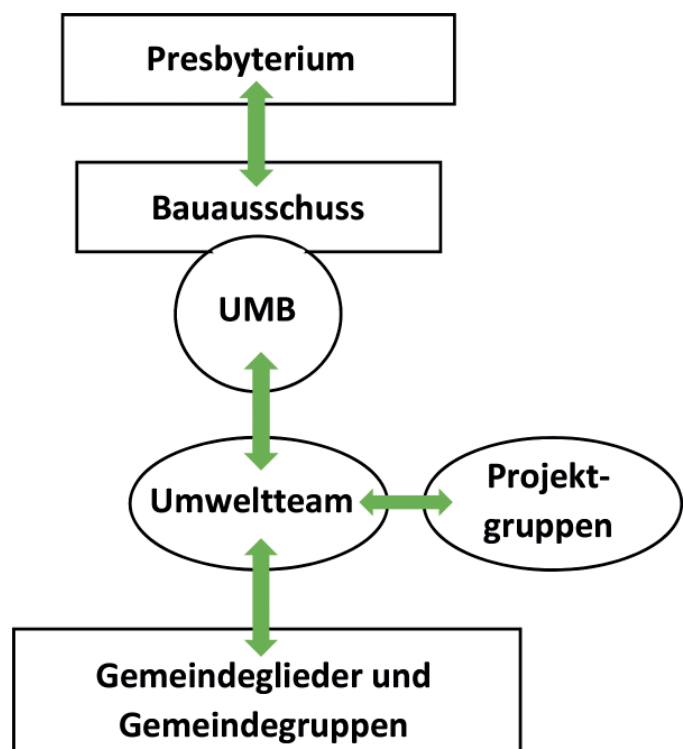 Presbyterium
Bauausschuss
UMB
Umweltteam
Projekt-
gruppen
Gemeindeglieder und
Gemeindegruppen